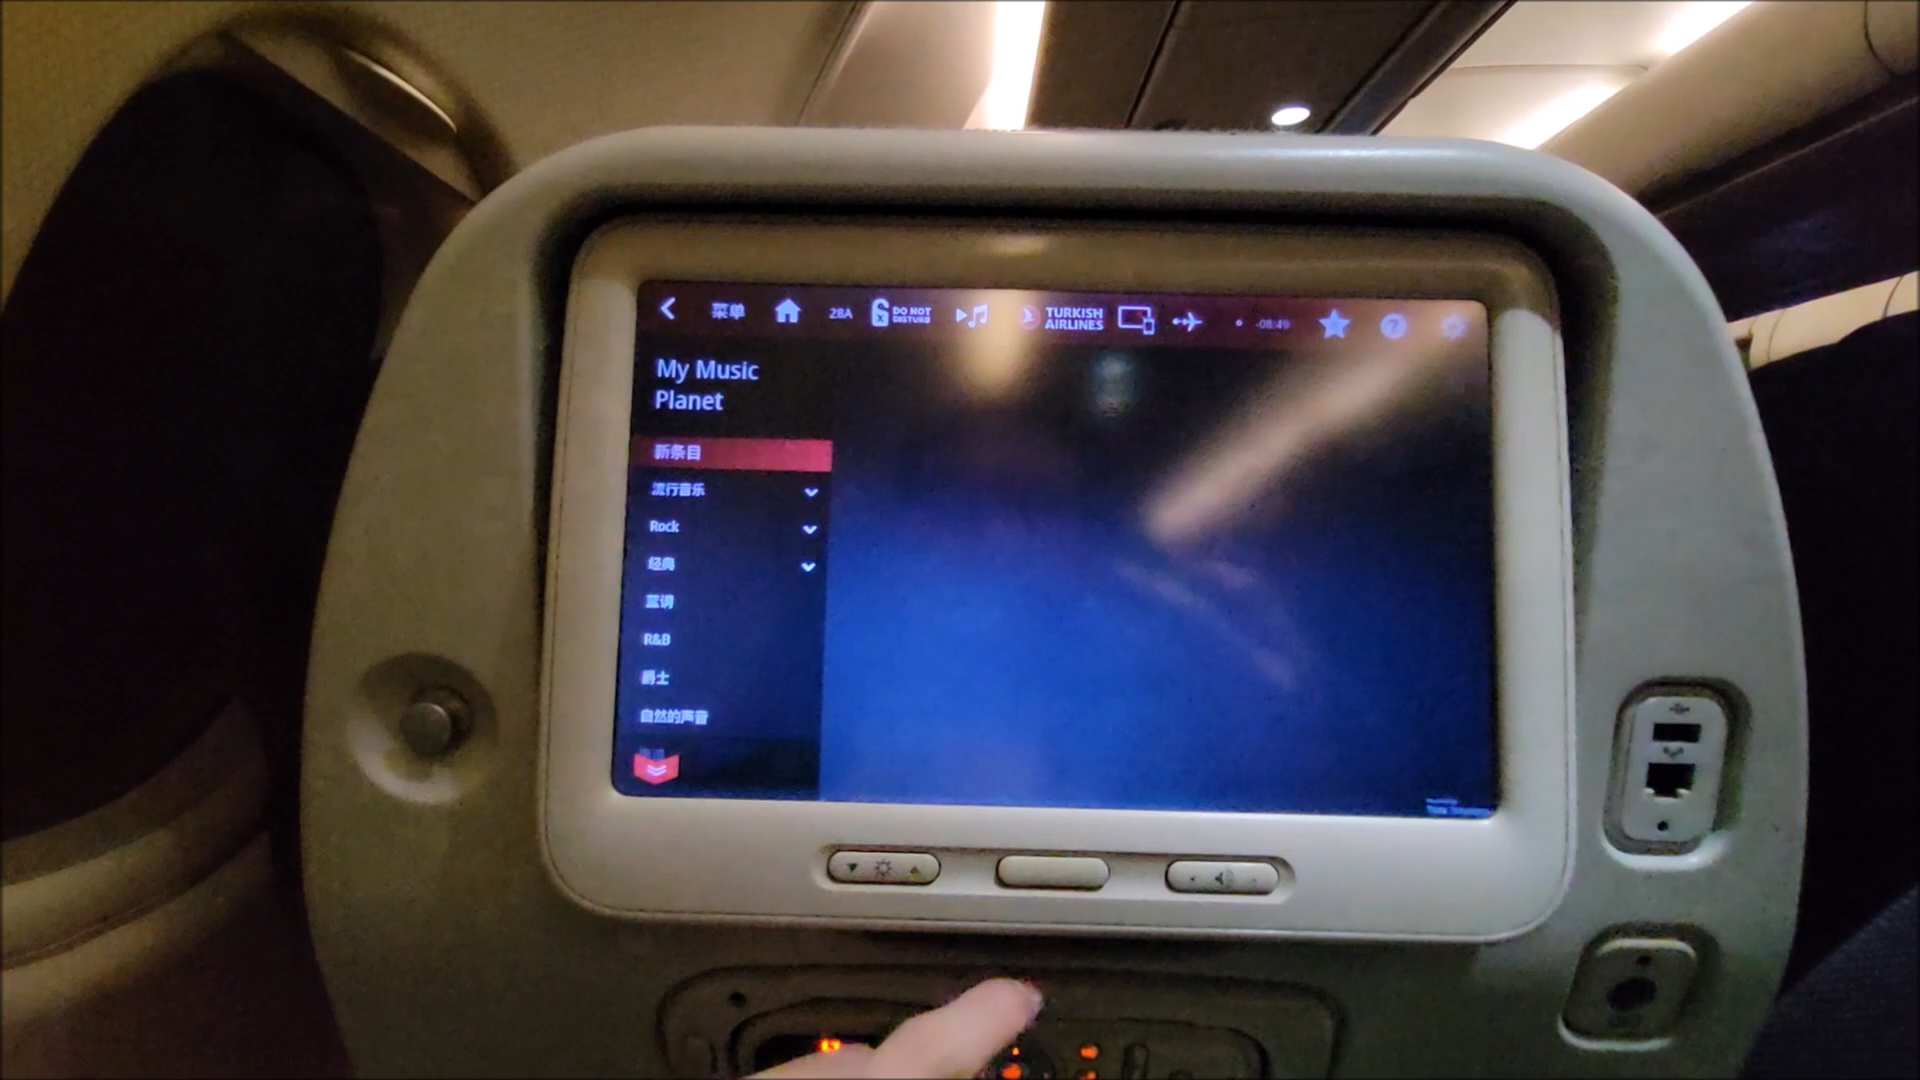 菜单
28A
DO NOT
DISTURB
TURKISH
AIRLINES
-08:49
?
My Music
Planet
新条目
流行音乐
Rock
经典
蓝调
R&B
爵士
自然的声音